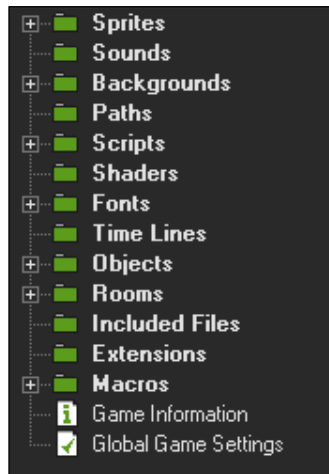 Sprites
Sounds
Backgrounds
Paths
Scripts
Shaders
Fonts
Time Lines
Objects
Rooms
Included Files
Extensions
Macros
Game Information
Global Game Settings